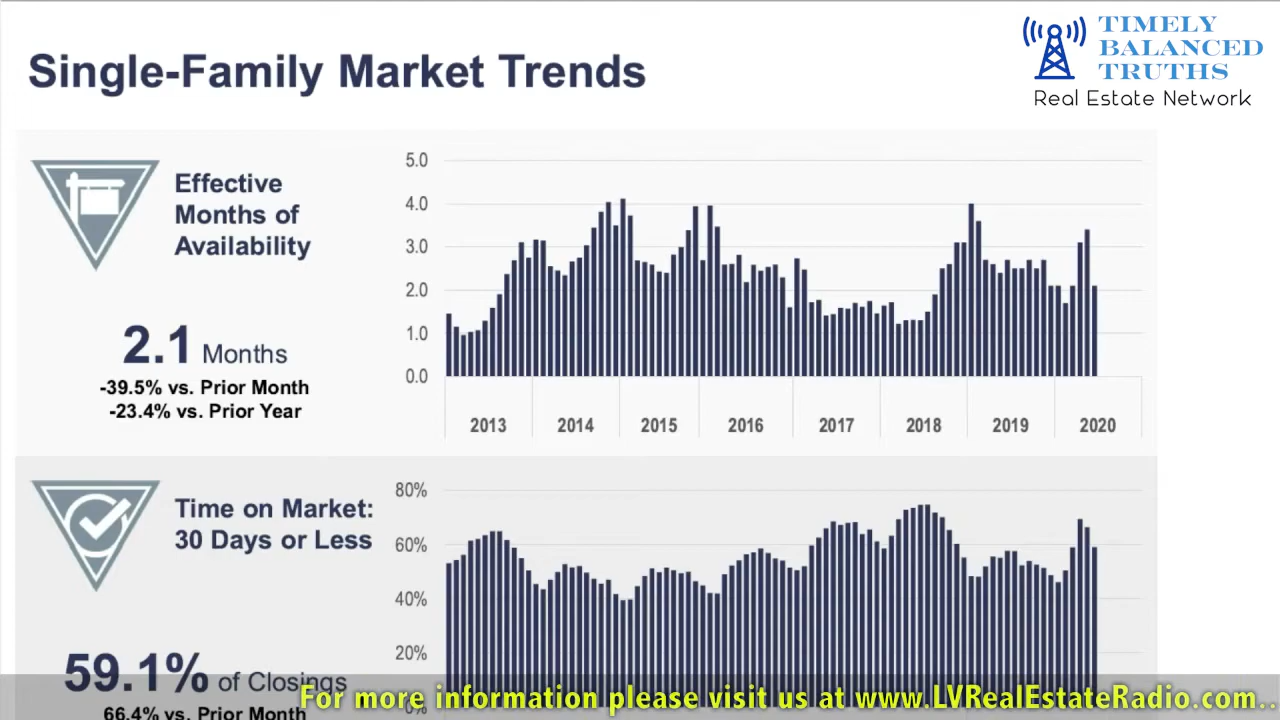 Single-Family Market Trends
TIMELY
BALANCED
TRUTHS
Real Estate Network
Effective
Months of
Availability
2.1 Months
-39.5% vs. Prior Month
-23.4% vs. Prior Year
5.0
4.0
3.0
2.0
1.0
0.0
2013 2014 2015 2016 2017 2018 2019 2020
Time on Market:
30 Days or Less
59.1% of Closings
66.4% vs. Prior Month
80%
60%
40%
20%
For more information please visit us at www.LVRealEstateRadio.com..